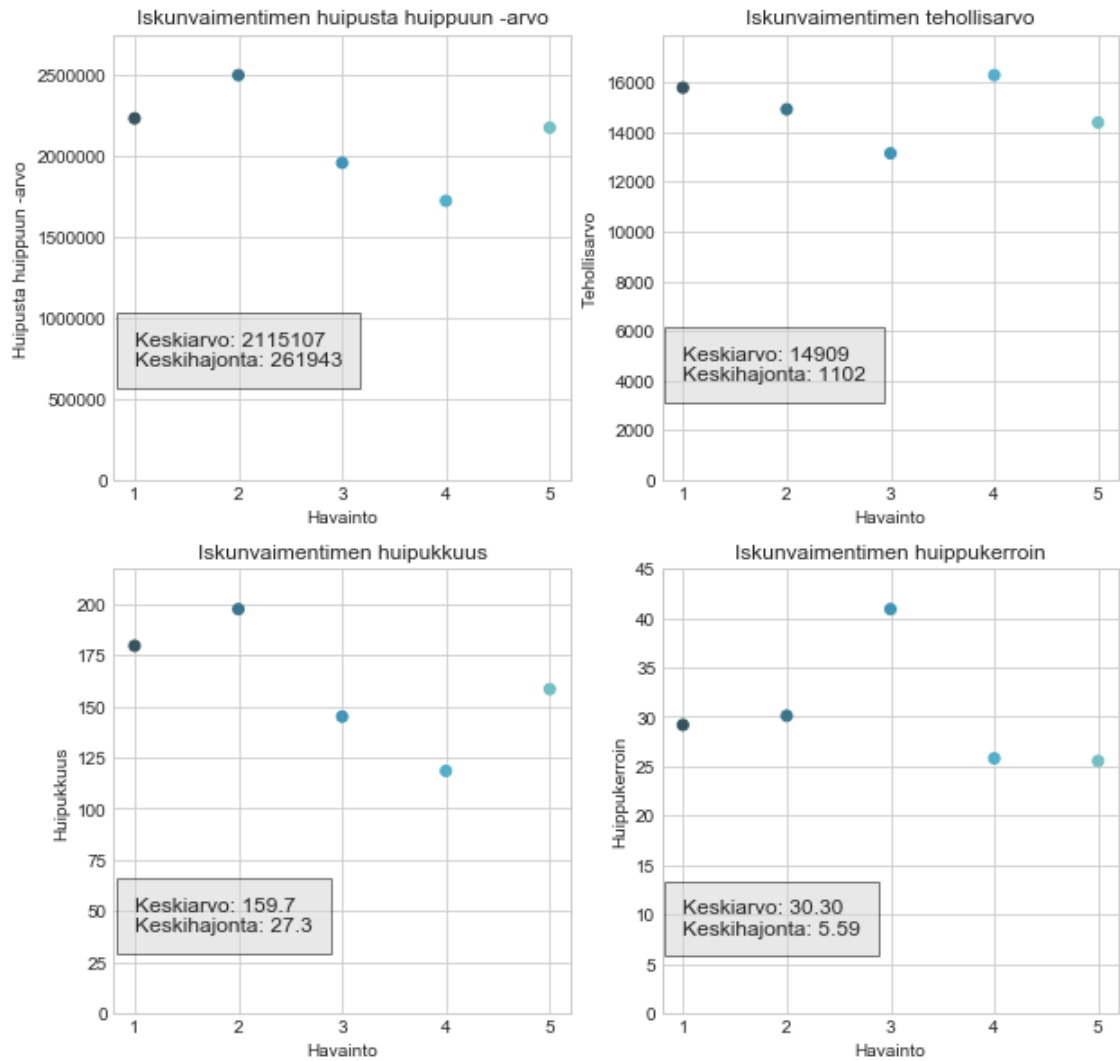 Iskunvaimentimen huipusta huippuun -arvo
Huipusta huippuun -arvo
2500000
2000000
1500000
1000000
500000
0
Keskiarvo: 2115107
Keskihajonta: 261943
1 2 3 4 5
Havainto
Iskunvaimentimen tehollisarvo
Tehollisarvo
16000
14000
12000
10000
8000
6000
4000
2000
0
Keskiarvo: 14909
Keskihajonta: 1102
1 2 3 4 5
Havainto
Iskunvaimentimen huipukkuus
Huipukkuus
200
175
150
125
100
75
50
25
0
Keskiarvo: 159.7
Keskihajonta: 27.3
1 2 3 4 5
Havainto
Iskunvaimentimen huippukerroin
Huippukerroin
45
40
35
30
25
20
15
10
5
0
Keskiarvo: 30.30
Keskihajonta: 5.59
1 2 3 4 5
Havainto